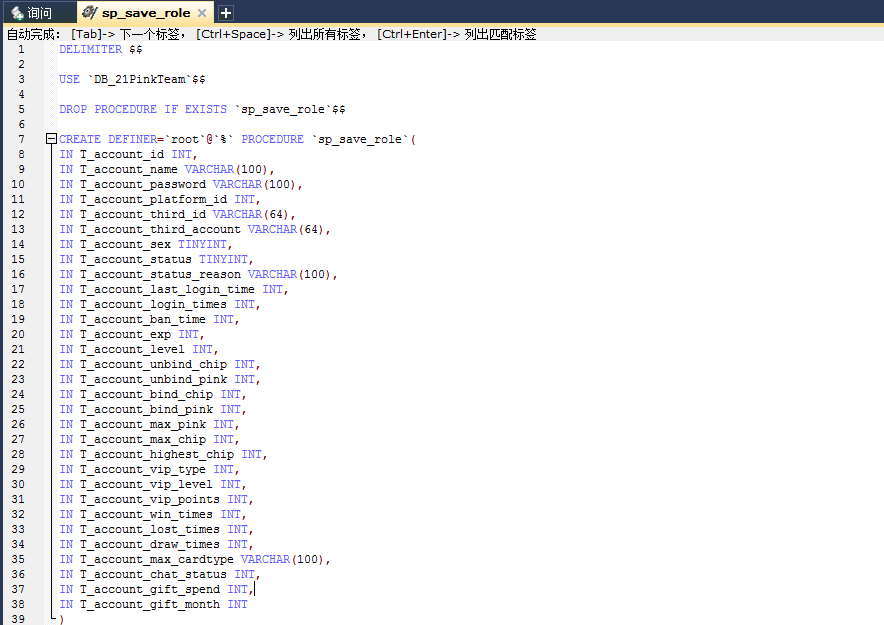 询问 sp_save_role
自动完成: [Tab]-> 下一个标签, [Ctrl+Space]-> 列出所有标签, [Ctrl+Enter]-> 列出匹配标签
1 DELIMITER $$
2
3 USE `DB_21PinkTeam`$$
4
5 DROP PROCEDURE IF EXISTS `sp_save_role`$$
6
7 CREATE DEFINER=`root`@`%` PROCEDURE `sp_save_role`(
8 IN T_account_id INT,
9 IN T_account_name VARCHAR(100),
10 IN T_account_password VARCHAR(100),
11 IN T_account_platform_id INT,
12 IN T_account_third_id VARCHAR(64),
13 IN T_account_third_account VARCHAR(64),
14 IN T_account_sex TINYINT,
15 IN T_account_status TINYINT,
16 IN T_account_status_reason VARCHAR(100),
17 IN T_account_last_login_time INT,
18 IN T_account_login_times INT,
19 IN T_account_ban_time INT,
20 IN T_account_exp INT,
21 IN T_account_level INT,
22 IN T_account_unbind_chip INT,
23 IN T_account_unbind_pink INT,
24 IN T_account_bind_chip INT,
25 IN T_account_bind_pink INT,
26 IN T_account_max_pink INT,
27 IN T_account_max_chip INT,
28 IN T_account_highest_chip INT,
29 IN T_account_vip_type INT,
30 IN T_account_vip_level INT,
31 IN T_account_vip_points INT,
32 IN T_account_win_times INT,
33 IN T_account_lost_times INT,
34 IN T_account_draw_times INT,
35 IN T_account_max_cardtype VARCHAR(100),
36 IN T_account_chat_status INT,
37 IN T_account_gift_spend INT,
38 IN T_account_gift_month INT
39 )